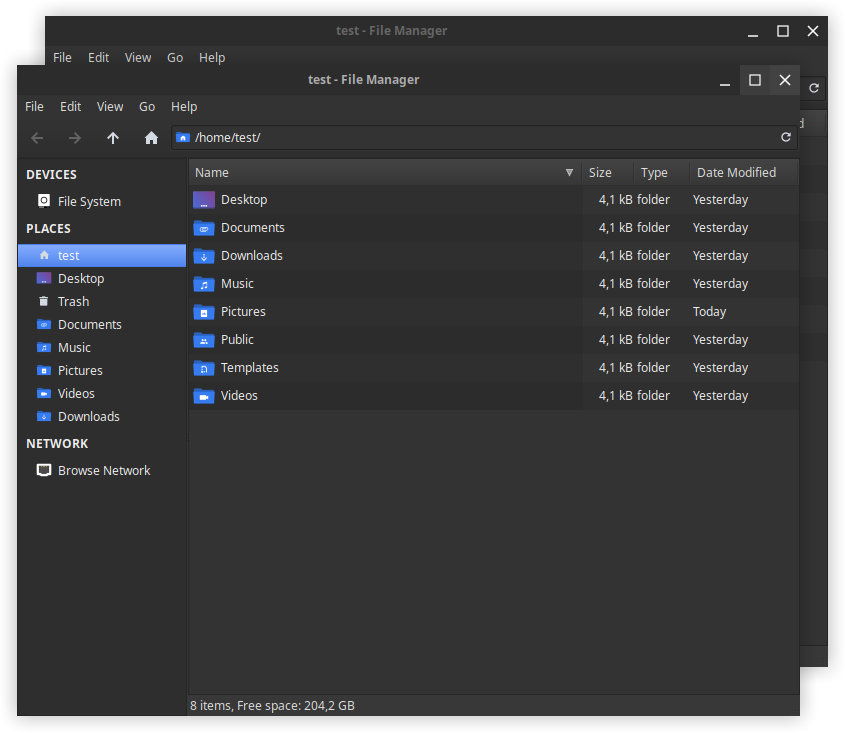 test - File Manager
File Edit View Go Help
test - File Manager
File Edit View Go Help
/home/test/
DEVICES
File System
PLACES
test
Desktop
Trash
Documents
Music
Pictures
Videos
Downloads
NETWORK
Browse Network
Name Size Type Date Modified
Desktop 4,1 kB folder Yesterday
Documents 4,1 kB folder Yesterday
Downloads 4,1 kB folder Yesterday
Music 4,1 kB folder Yesterday
Pictures 4,1 kB folder Today
Public 4,1 kB folder Yesterday
Templates 4,1 kB folder Yesterday
Videos 4,1 kB folder Yesterday
8 items, Free space: 204,2 GB